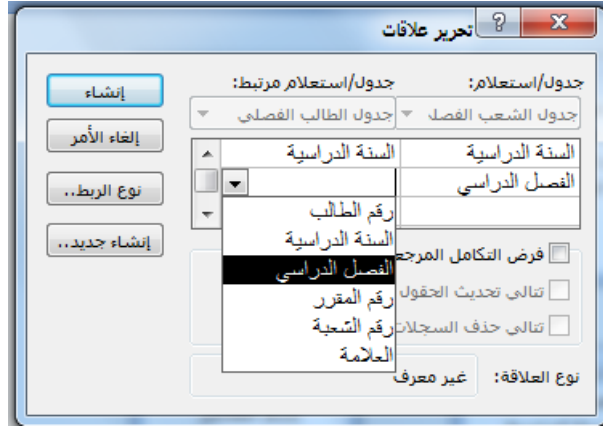 تحرير علاقات
جدول/استعلام: جدول/استعلام مرتبط:
جدول الشعب الفصلـ جدول الطالب الفصلي
السنة الدراسية السنة الدراسية
الفصل الدراسي
رقم الطالب
السنة الدراسية
الفصل الدراسي
رقم المقرر
رقم الشعبة
العلامة
فرض التكامل المرجع
تتالي تحديث الحقول
تتالي حذف السجلات
نوع العلاقة: غير معرف
إنشاء
إلغاء الأمر
نوع الربط..
إنشاء جديد..